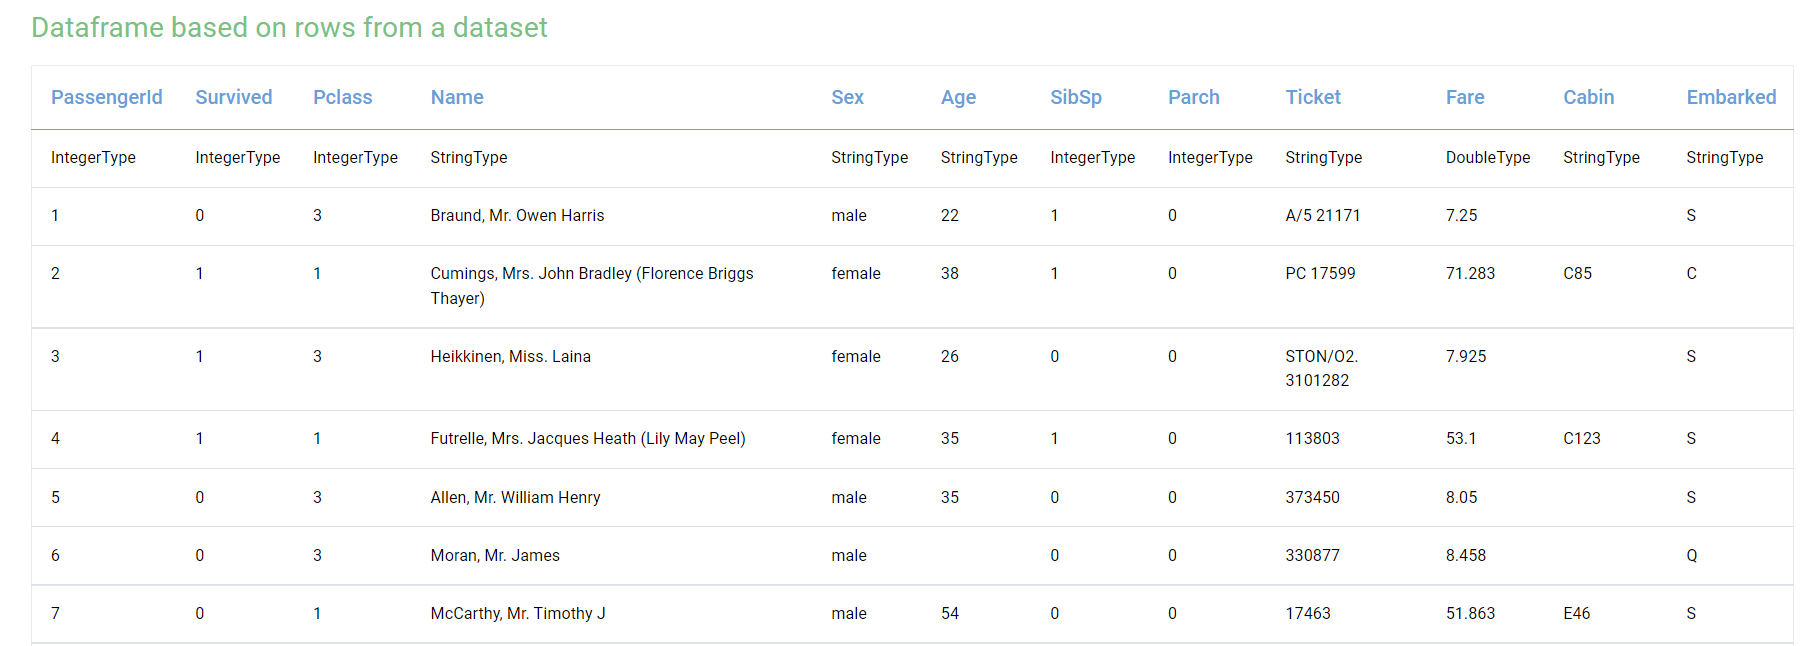 Dataframe based on rows from a dataset
PassengerId Survived Pclass Name Sex Age SibSp Parch Ticket Fare Cabin Embarked
IntegerType IntegerType IntegerType StringType StringType StringType IntegerType IntegerType StringType DoubleType StringType StringType
1 0 3 Braund, Mr. Owen Harris male 22 1 0 A/5 21171 7.25 S
2 1 1 Cumings, Mrs. John Bradley (Florence Briggs female 38 1 0 PC 17599 71.283 C85 C
Thayer)
3 1 3 Heikkinen, Miss. Laina female 26 0 0 STON/O2. 7.925 S
3101282
4 1 1 Futrelle, Mrs. Jacques Heath (Lily May Peel) female 35 1 0 113803 53.1 C123 S
5 0 3 Allen, Mr. William Henry male 35 0 0 373450 8.05 S
6 0 3 Moran, Mr. James male 0 0 330877 8.458 Q
7 0 1 McCarthy, Mr. Timothy J male 54 0 0 17463 51.863 E46 S